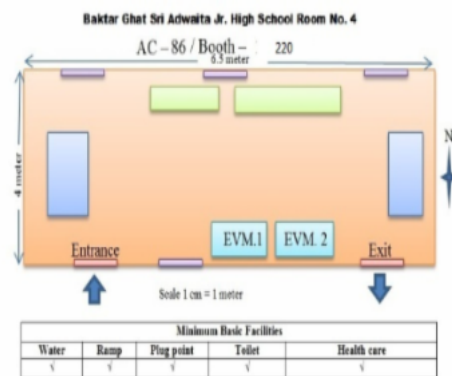 Baktar Ghat Sri Adwaita Jr. High School Room No. 4
AC – 86 / Booth – 220
6.5 meter
4 meter
N
EVM.1 EVM. 2
Entrance Exit
Scale 1 cm = 1 meter
Minimum Basic Facilities
Water Ramp Plug point Toilet Health care
√ √ √ √ √